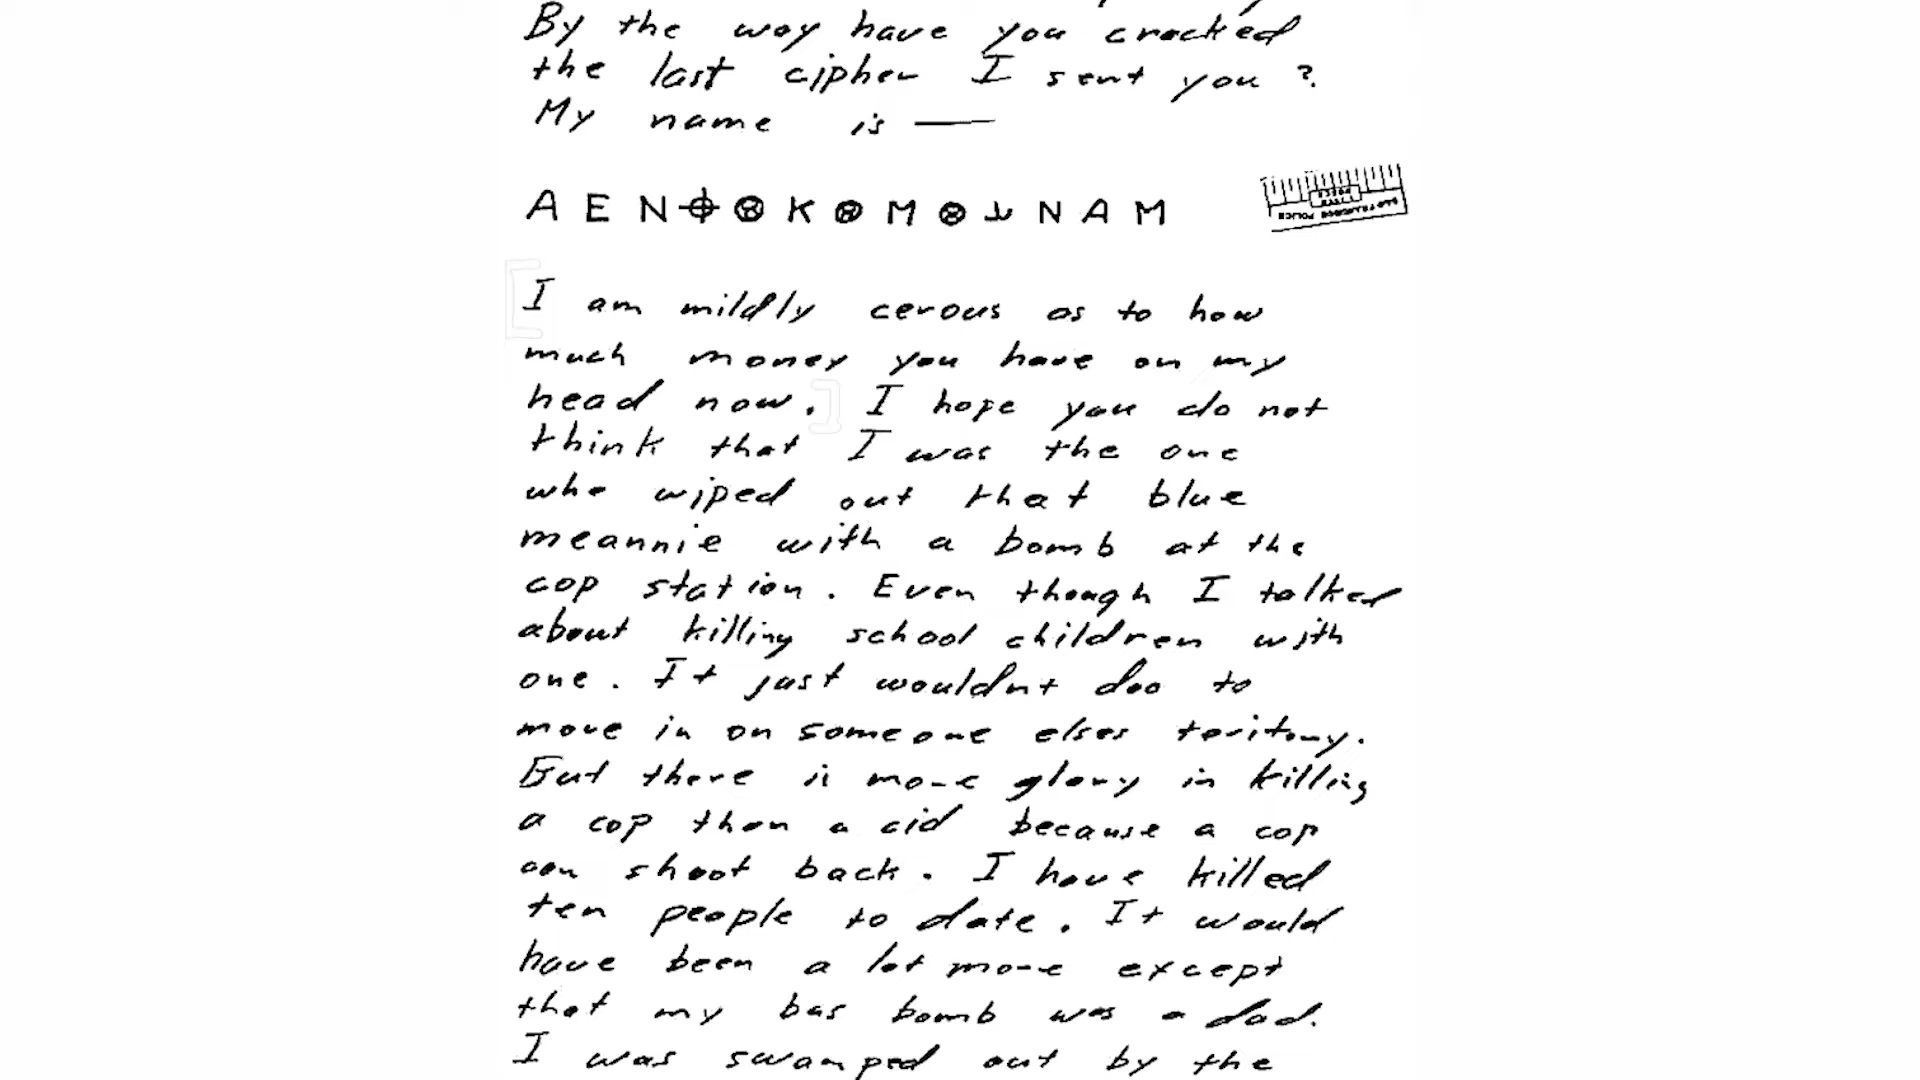 By the way have you cracked
the last cipher I sent you?
My name is —
A E N ⌖ ⊗ K ⊗ M ⊗ N A M
I am mildly cerous as to how
much money you have on my
head now. I hope you do not
think that I was the one
who wiped out that blue
meannie with a bomb at the
cop station. Even though I talked
about killing school children with
one. It just wouldnt doo to
move in on someone elses teritory.
But there is more glory in killing
a cop than a cid because a cop
can shoot back. I have killed
ten people to date. It would
have been a lot more except
that my bus bomb was a dud.
I was swamped out by the